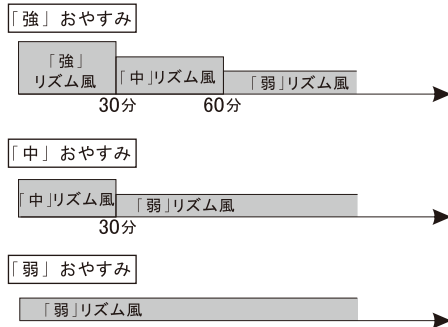 「強」おやすみ
「強」
リズム風
「中」リズム風
「弱」リズム風
30分
60分
「中」おやすみ
「中」リズム風
「弱」リズム風
30分
「弱」おやすみ
「弱」リズム風